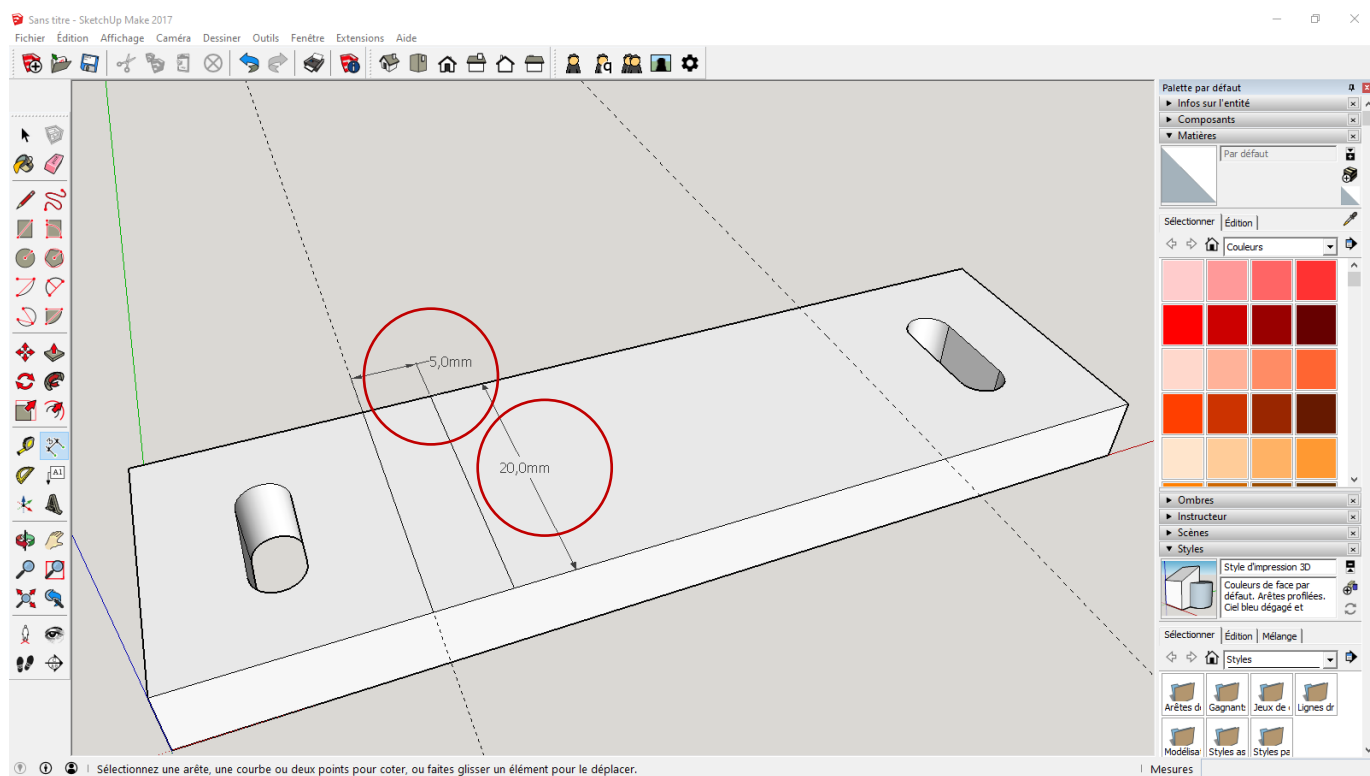 Sans titre - SketchUp Make 2017
Fichier Édition Affichage Caméra Dessiner Outils Fenêtre Extensions Aide
Palette par défaut
Infos sur l'entité
Composants
Matières
Par défaut
Sélectionner Édition
Couleurs
5,0mm
20,0mm
A1
Ombres
Instructeur
Scènes
Styles
Style d'impression 3D
Couleurs de face par
défaut. Arêtes profilées.
Ciel bleu dégagé et
Sélectionner Édition Mélange
Styles
Arêtes d Gagnant Jeux de Lignes dr
Modélisa Styles as Styles pa
Sélectionnez une arête, une courbe ou deux points pour coter, ou faites glisser un élément pour le déplacer.
Mesures